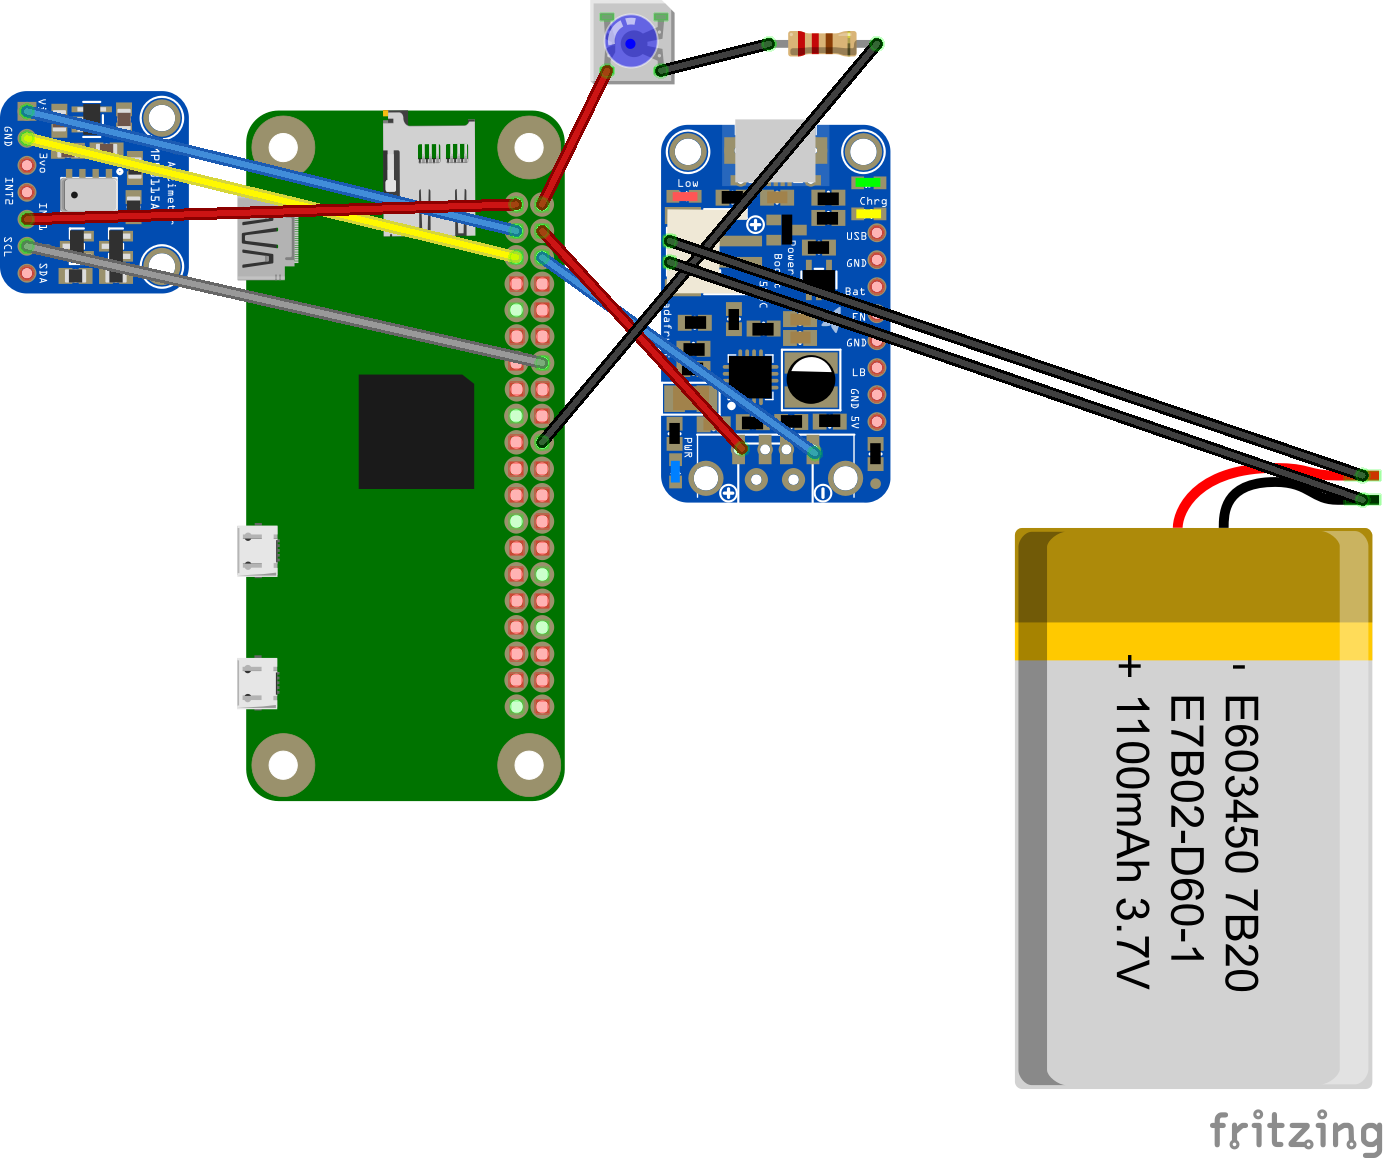 Vi
GND
3vo
INT2
SCL
SDA
Low
Chrg
USB
GND
Bat
EN
GND
LB
GND
5V
PWR
- E603450 7B20
E7B02-D60-1
+ 1100mAh 3.7V
fritzing